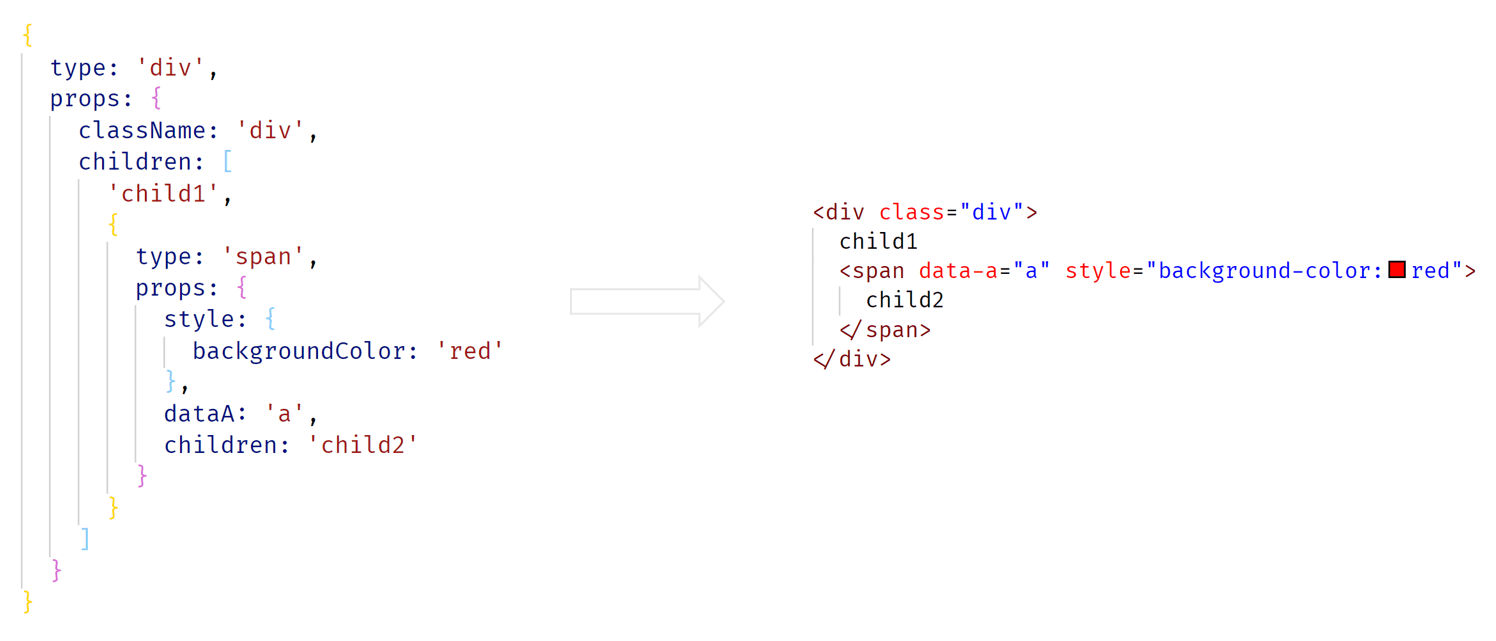 {
  type: 'div',
  props: {
    className: 'div',
    children: [
      'child1',
      {
        type: 'span',
        props: {
          style: {
            backgroundColor: 'red'
          },
          dataA: 'a',
          children: 'child2'
        }
      }
    ]
  }
}
<div class="div">
  child1
  <span data-a="a" style="background-color:red">
    child2
  </span>
</div>